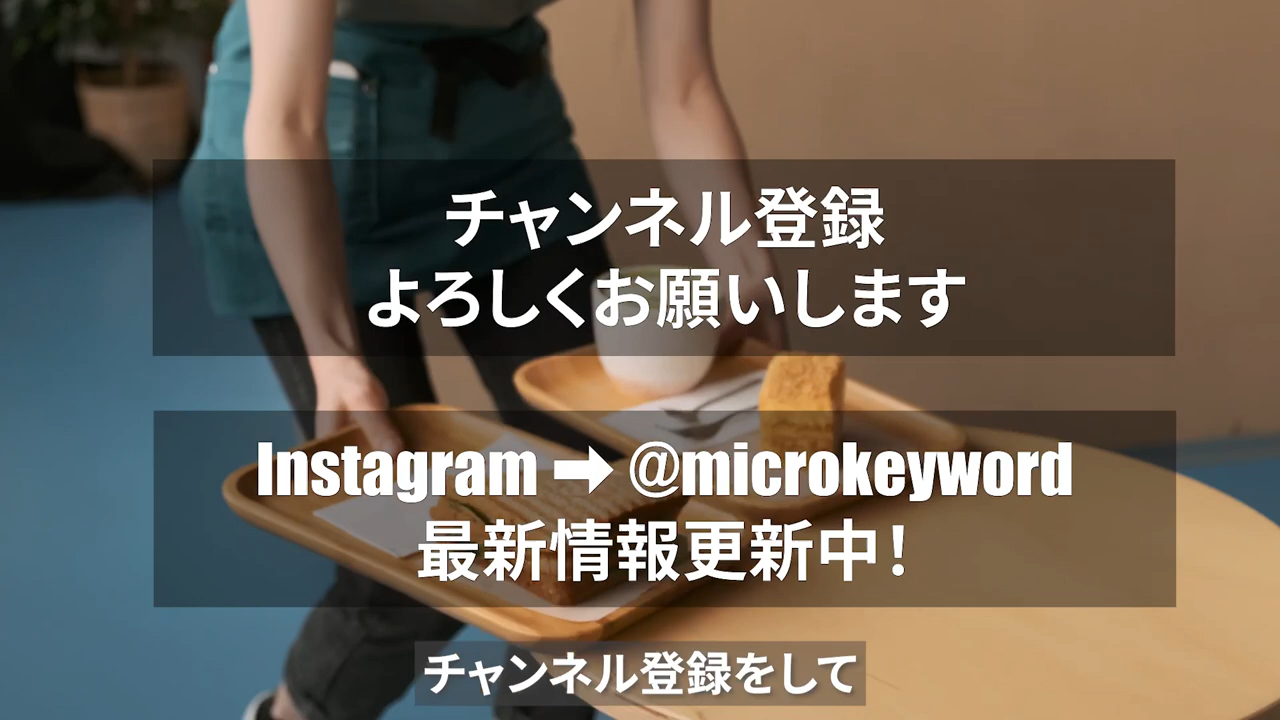 チャンネル登録
よろしくお願いします
Instagram ➡ @microkeyword
最新情報更新中！
チャンネル登録をして